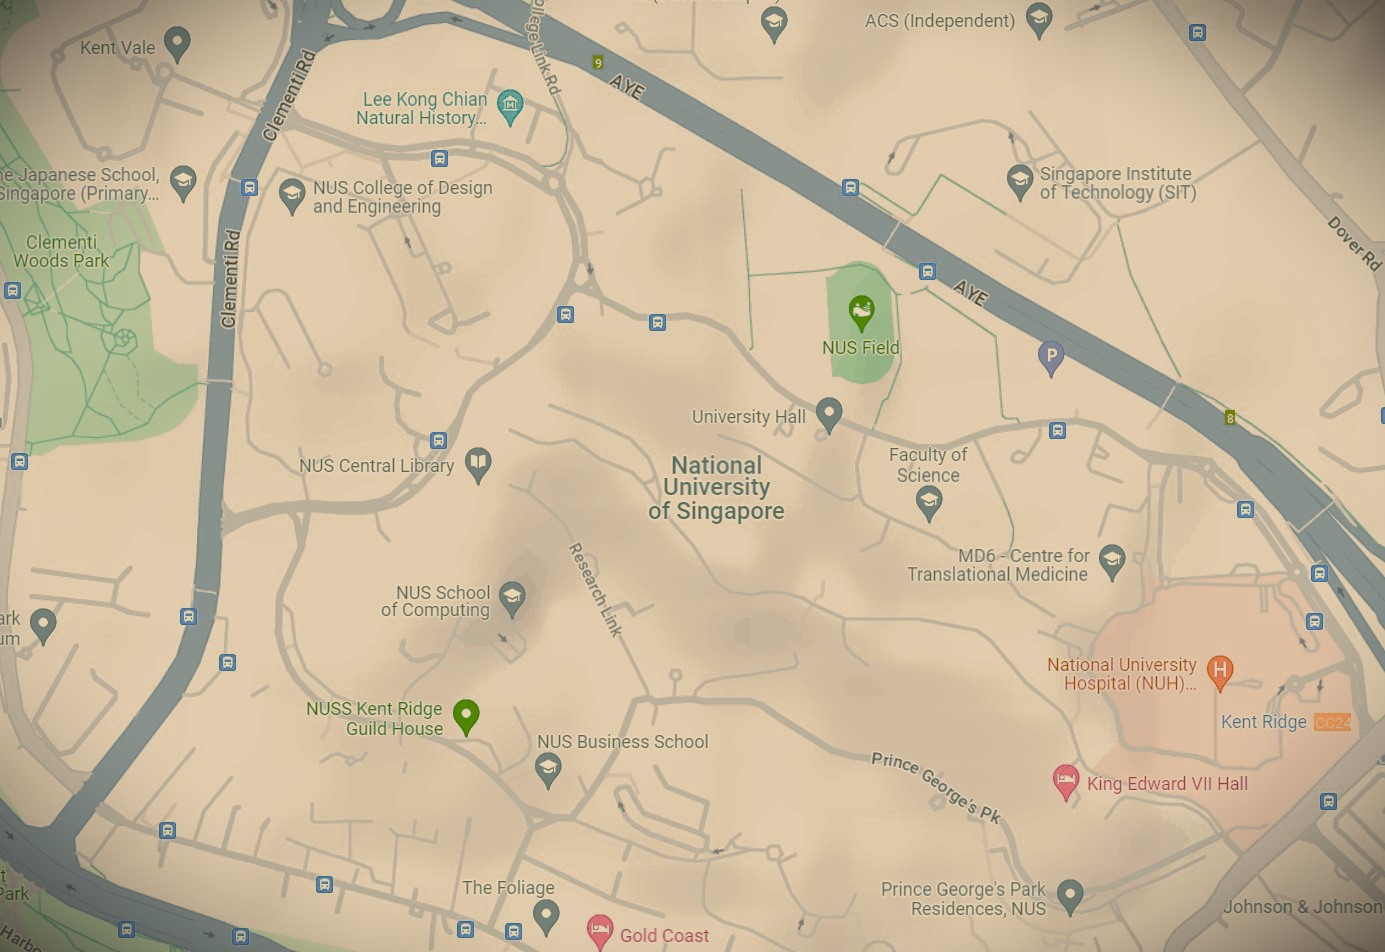 ACS (Independent)
Kent Vale
College Link Rd
9
AYE
Clementi Rd
Lee Kong Chian
Natural History...
M
The Japanese School,
Singapore (Primary...
NUS College of Design
and Engineering
Singapore Institute
of Technology (SIT)
Dover Rd
Clementi
Woods Park
Clementi Rd
AYE
NUS Field
P
University Hall
8
NUS Central Library
National
University
of Singapore
Faculty of
Science
MD6 - Centre for
Translational Medicine
Research Link
NUS School
of Computing
ark
um
National University
Hospital (NUH)...
H
Kent Ridge CC24
NUSS Kent Ridge
Guild House
NUS Business School
Prince George's Pk
King Edward VII Hall
The Foliage
Prince George's Park
Residences, NUS
Johnson & Johnson
Park
Gold Coast